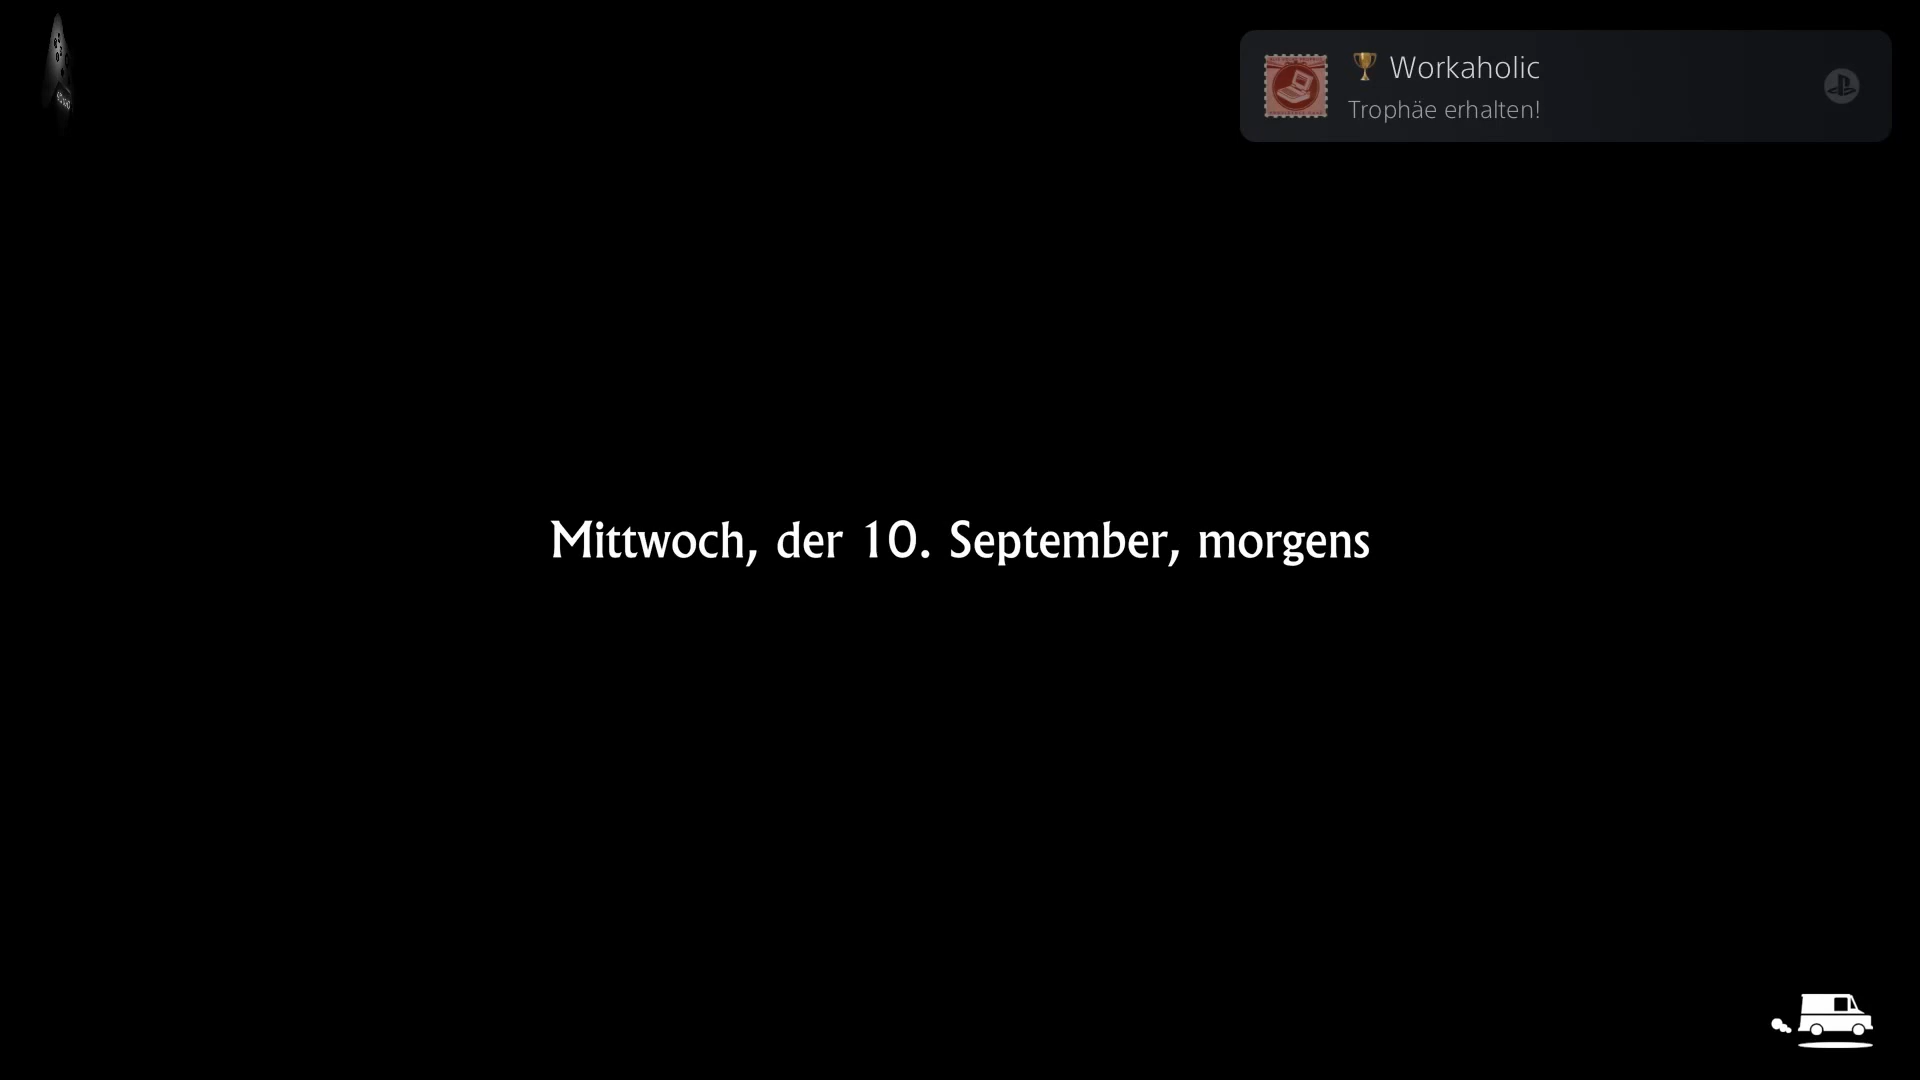 Workaholic
Trophäe erhalten!
Mittwoch, der 10. September, morgens